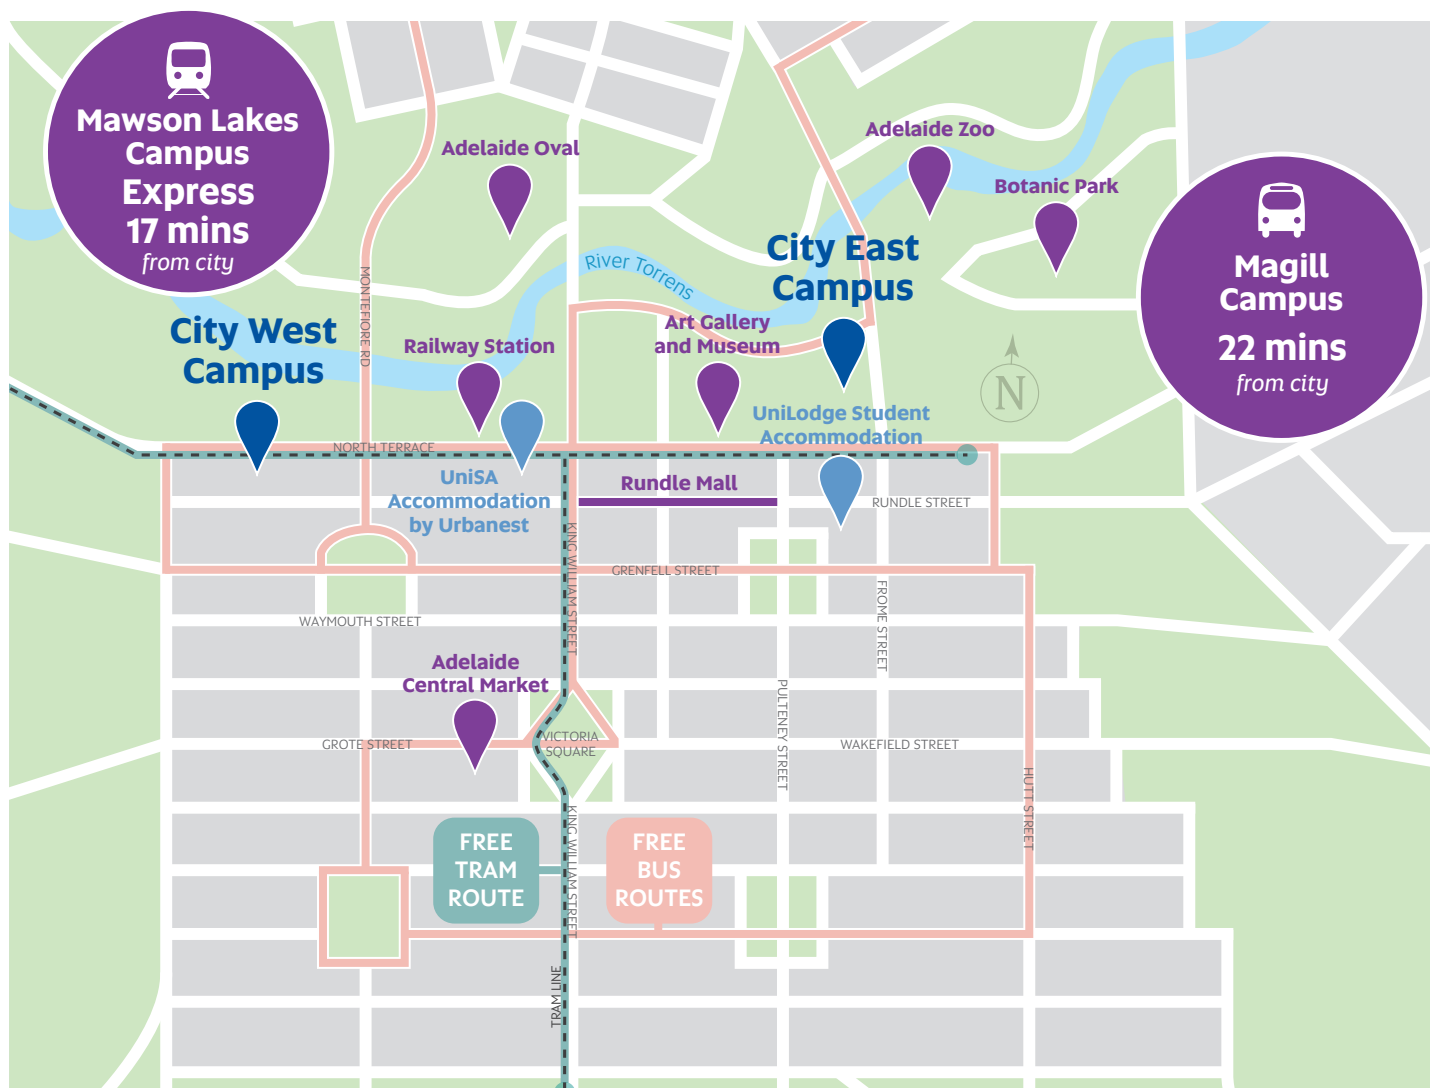 Mawson Lakes
Campus
Express
17 mins
from city
Adelaide Oval
Adelaide Zoo
Botanic Park
Magill
Campus
22 mins
from city
City East
Campus
River Torrens
MONTEFIORE RD
City West
Campus
Railway Station
Art Gallery
and Museum
N
UniLodge Student
Accommodation
NORTH TERRACE
UniSA
Accommodation
by Urbanest
Rundle Mall
RUNDLE STREET
KING WILLIAM STREET
GRENFELL STREET
FROME STREET
WAYMOUTH STREET
Adelaide
Central Market
PULTENEY STREET
GROTE STREET
VICTORIA
SQUARE
WAKEFIELD STREET
HUTT STREET
KING WILLIAM STREET
FREE
TRAM
ROUTE
FREE
BUS
ROUTES
TRAM LINE